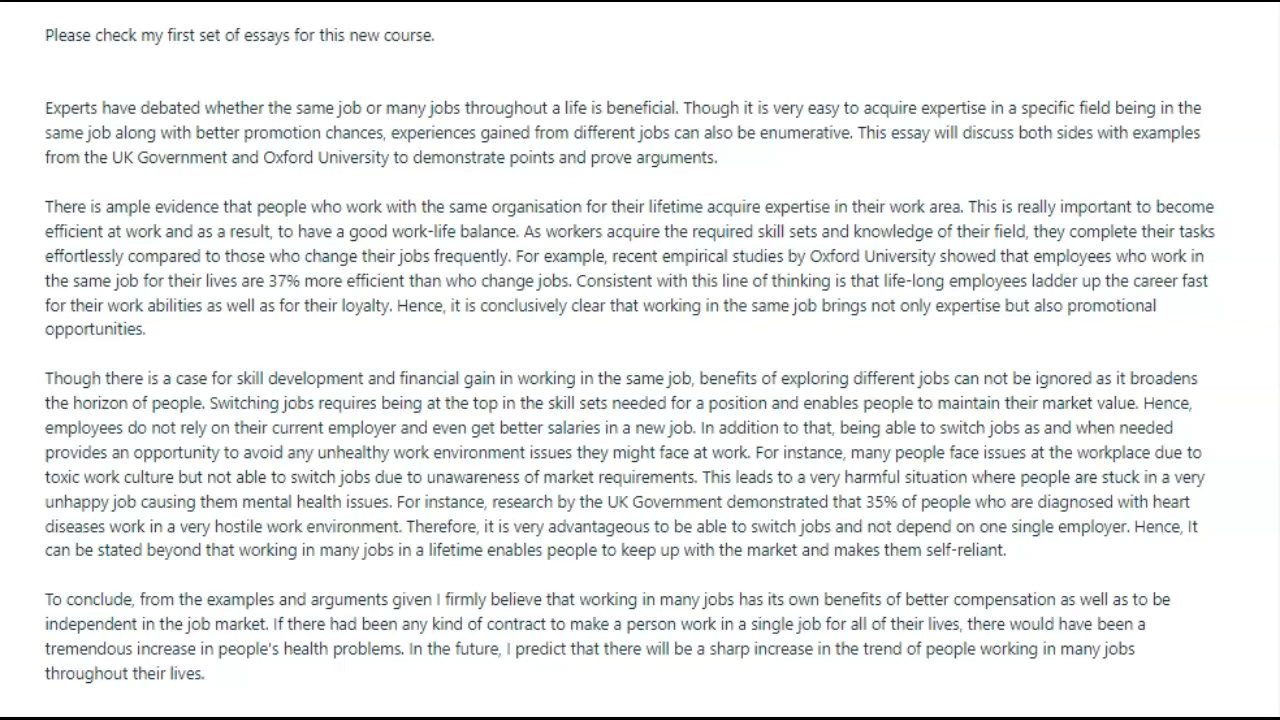 Please check my first set of essays for this new course.
Experts have debated whether the same job or many jobs throughout a life is beneficial. Though it is very easy to acquire expertise in a specific field being in the
same job along with better promotion chances, experiences gained from different jobs can also be enumerative. This essay will discuss both sides with examples
from the UK Government and Oxford University to demonstrate points and prove arguments.
There is ample evidence that people who work with the same organisation for their lifetime acquire expertise in their work area. This is really important to become
efficient at work and as a result, to have a good work-life balance. As workers acquire the required skill sets and knowledge of their field, they complete their tasks
effortlessly compared to those who change their jobs frequently. For example, recent empirical studies by Oxford University showed that employees who work in
the same job for their lives are 37% more efficient than who change jobs. Consistent with this line of thinking is that life-long employees ladder up the career fast
for their work abilities as well as for their loyalty. Hence, it is conclusively clear that working in the same job brings not only expertise but also promotional
opportunities.
Though there is a case for skill development and financial gain in working in the same job, benefits of exploring different jobs can not be ignored as it broadens
the horizon of people. Switching jobs requires being at the top in the skill sets needed for a position and enables people to maintain their market value. Hence,
employees do not rely on their current employer and even get better salaries in a new job. In addition to that, being able to switch jobs as and when needed
provides an opportunity to avoid any unhealthy work environment issues they might face at work. For instance, many people face issues at the workplace due to
toxic work culture but not able to switch jobs due to unawareness of market requirements. This leads to a very harmful situation where people are stuck in a very
unhappy job causing them mental health issues. For instance, research by the UK Government demonstrated that 35% of people who are diagnosed with heart
diseases work in a very hostile work environment. Therefore, it is very advantageous to be able to switch jobs and not depend on one single employer. Hence, It
can be stated beyond that working in many jobs in a lifetime enables people to keep up with the market and makes them self-reliant.
To conclude, from the examples and arguments given I firmly believe that working in many jobs has its own benefits of better compensation as well as to be
independent in the job market. If there had been any kind of contract to make a person work in a single job for all of their lives, there would have been a
tremendous increase in people's health problems. In the future, I predict that there will be a sharp increase in the trend of people working in many jobs
throughout their lives.